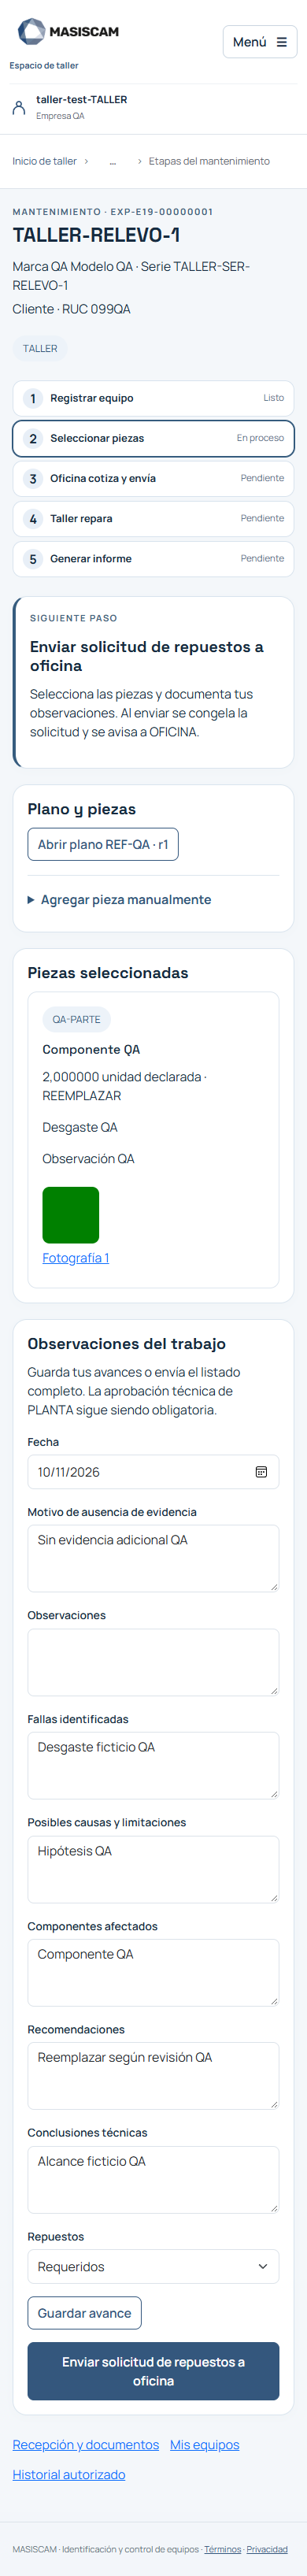 MASISCAM
Menú
Espacio de taller
taller-test-TALLER
Empresa QA
Inicio de taller › … › Etapas del mantenimiento
MANTENIMIENTO · EXP-E19-00000001
TALLER-RELEVO-1
Marca QA Modelo QA · Serie TALLER-SER-
RELEVO-1
Cliente · RUC 099QA
TALLER
1 Registrar equipo Listo
2 Seleccionar piezas En proceso
3 Oficina cotiza y envía Pendiente
4 Taller repara Pendiente
5 Generar informe Pendiente
SIGUIENTE PASO
Enviar solicitud de repuestos a
oficina
Selecciona las piezas y documenta tus
observaciones. Al enviar se congela la
solicitud y se avisa a OFICINA.
Plano y piezas
Abrir plano REF-QA · r1
Agregar pieza manualmente
Piezas seleccionadas
QA-PARTE
Componente QA
2,000000 unidad declarada ·
REEMPLAZAR
Desgaste QA
Observación QA
Fotografía 1
Observaciones del trabajo
Guarda tus avances o envía el listado
completo. La aprobación técnica de
PLANTA sigue siendo obligatoria.
Fecha
10/11/2026
Motivo de ausencia de evidencia
Sin evidencia adicional QA
Observaciones
Fallas identificadas
Desgaste ficticio QA
Posibles causas y limitaciones
Hipótesis QA
Componentes afectados
Componente QA
Recomendaciones
Reemplazar según revisión QA
Conclusiones técnicas
Alcance ficticio QA
Repuestos
Requeridos
Guardar avance
Enviar solicitud de repuestos a
oficina
Recepción y documentos Mis equipos
Historial autorizado
MASISCAM · Identificación y control de equipos · Términos · Privacidad